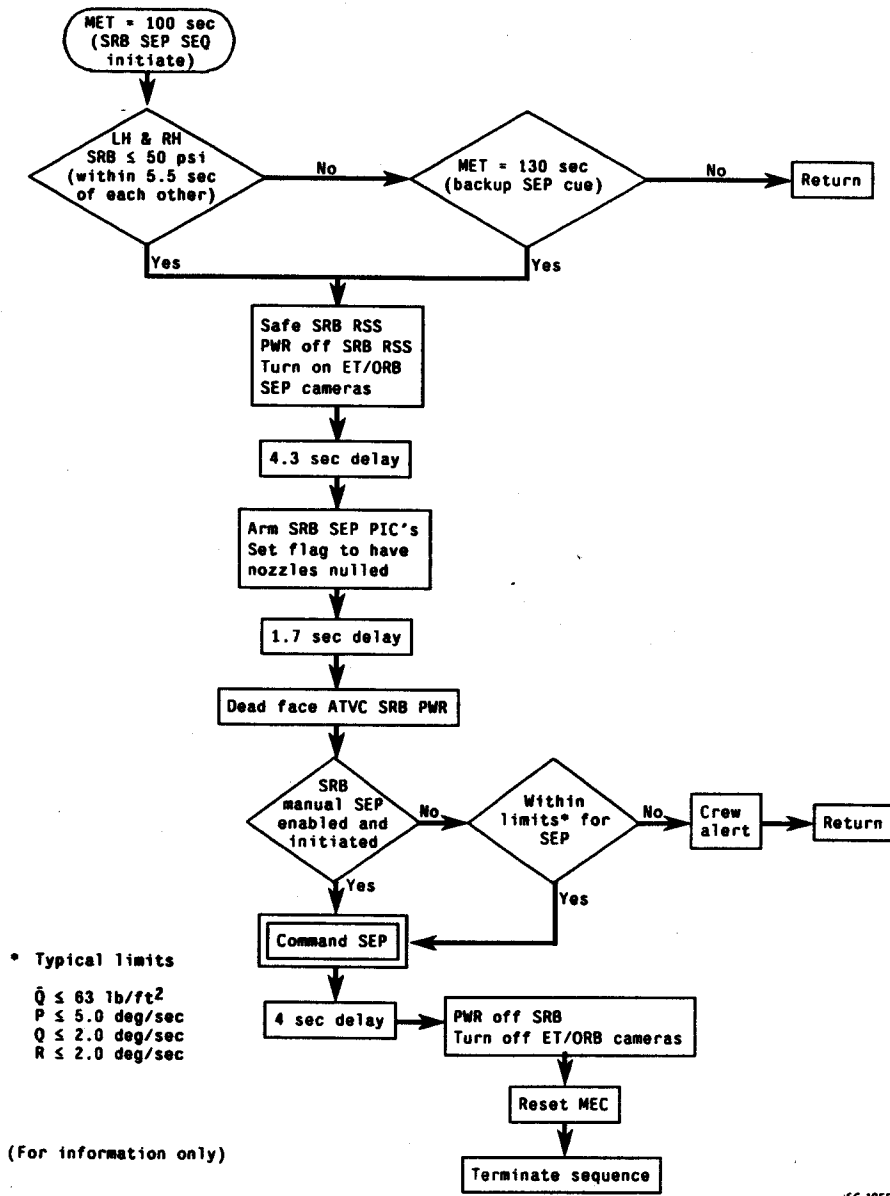 MET = 100 sec
(SRB SEP SEQ
initiate)
LH & RH
SRB ≤ 50 psi
(within 5.5 sec
of each other)
No
MET = 130 sec
(backup SEP cue)
No
Return
Yes
Yes
Safe SRB RSS
PWR off SRB RSS
Turn on ET/ORB
SEP cameras
4.3 sec delay
Arm SRB SEP PIC's
Set flag to have
nozzles nulled
1.7 sec delay
Dead face ATVC SRB PWR
SRB
manual SEP
enabled and
initiated
No
Within
limits* for
SEP
No
Crew
alert
Return
Yes
Yes
Command SEP
4 sec delay
PWR off SRB
Turn off ET/ORB cameras
Reset MEC
Terminate sequence
* Typical limits
Q̄ ≤ 63 lb/ft²
P ≤ 5.0 deg/sec
Q ≤ 2.0 deg/sec
R ≤ 2.0 deg/sec
(For information only)